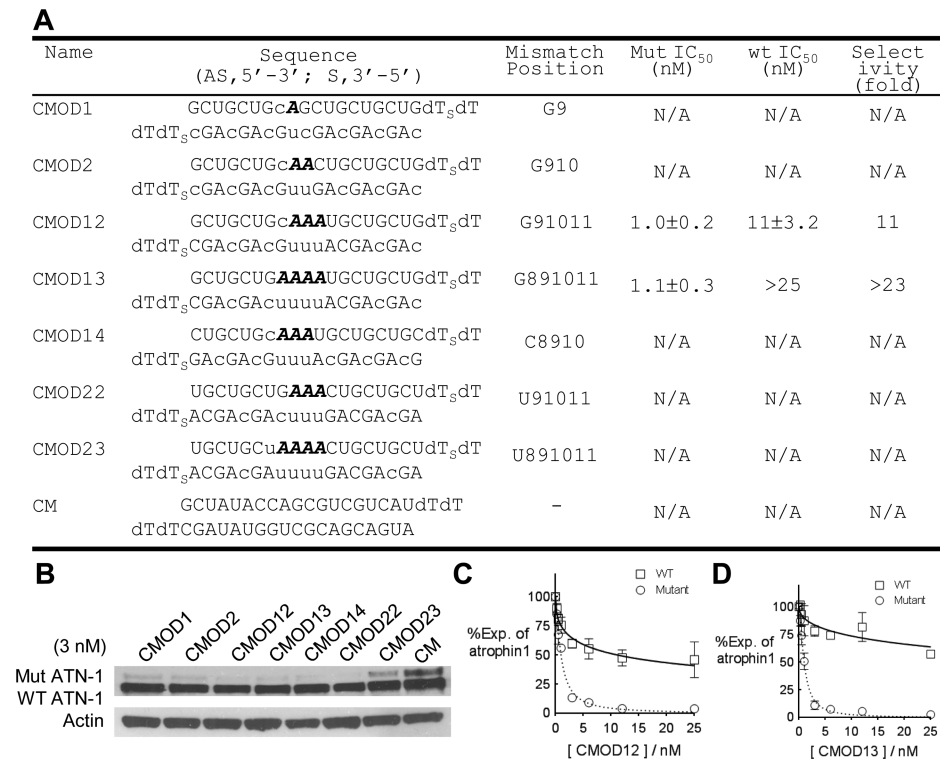 A
Name Sequence Mismatch Mut IC50 wt IC50 Select
(AS,5′-3′; S,3′-5′) Position (nM) (nM) ivity
(fold)
CMOD1 GCUGCUGcAGCUGCUGCUGdTSdT G9 N/A N/A N/A
dTdTScGAcGAcGucGAcGAcGAc
CMOD2 GCUGCUGcAACUGCUGCUGdTSdT G910 N/A N/A N/A
dTdTScGAcGAcGuuGAcGAcGAc
CMOD12 GCUGCUGcAAAUGCUGCUGdTSdT G91011 1.0±0.2 11±3.2 11
dTdTSCGAcGAcGuuuACGAcGAc
CMOD13 GCUGCUGAAAAUGCUGCUGdTSdT G891011 1.1±0.3 >25 >23
dTdTSCGAcGAcuuuuACGAcGAc
CMOD14 CUGCUGcAAAUGCUGCUGCdTSdT C8910 N/A N/A N/A
dTdTSGAcGAcGuuuAcGAcGAcG
CMOD22 UGCUGCUGAAACUGCUGCUdTSdT U91011 N/A N/A N/A
dTdTSACGAcGAcuuuGACGAcGA
CMOD23 UGCUGCuAAAACUGCUGCUdTSdT U891011 N/A N/A N/A
dTdTSACGAcGAuuuuGACGAcGA
CM GCUAUACCAGCGUCGUCAUdTdT - N/A N/A N/A
dTdTCGAUAUGGUCGCAGCAGUA
B
(3 nM) CMOD1 CMOD2 CMOD12 CMOD13 CMOD14 CMOD22 CMOD23 CM
Mut ATN-1
WT ATN-1
Actin
C
WT
Mutant
%Exp. of
atrophin1
100
75
50
25
0
0 5 10 15 20 25
[ CMOD12 ] / nM
D
WT
Mutant
%Exp. of
atrophin1
100
75
50
25
0
0 5 10 15 20 25
[ CMOD13 ] / nM